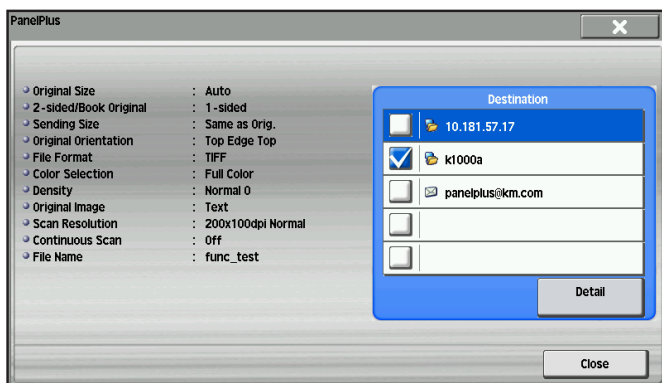 PanelPlus
Original Size : Auto
2-sided/Book Original : 1-sided
Sending Size : Same as Orig.
Original Orientation : Top Edge Top
File Format : TIFF
Color Selection : Full Color
Density : Normal 0
Original Image : Text
Scan Resolution : 200x100dpi Normal
Continuous Scan : Off
File Name : func_test
Destination
10.181.57.17
k1000a
panelplus@km.com
Detail
Close